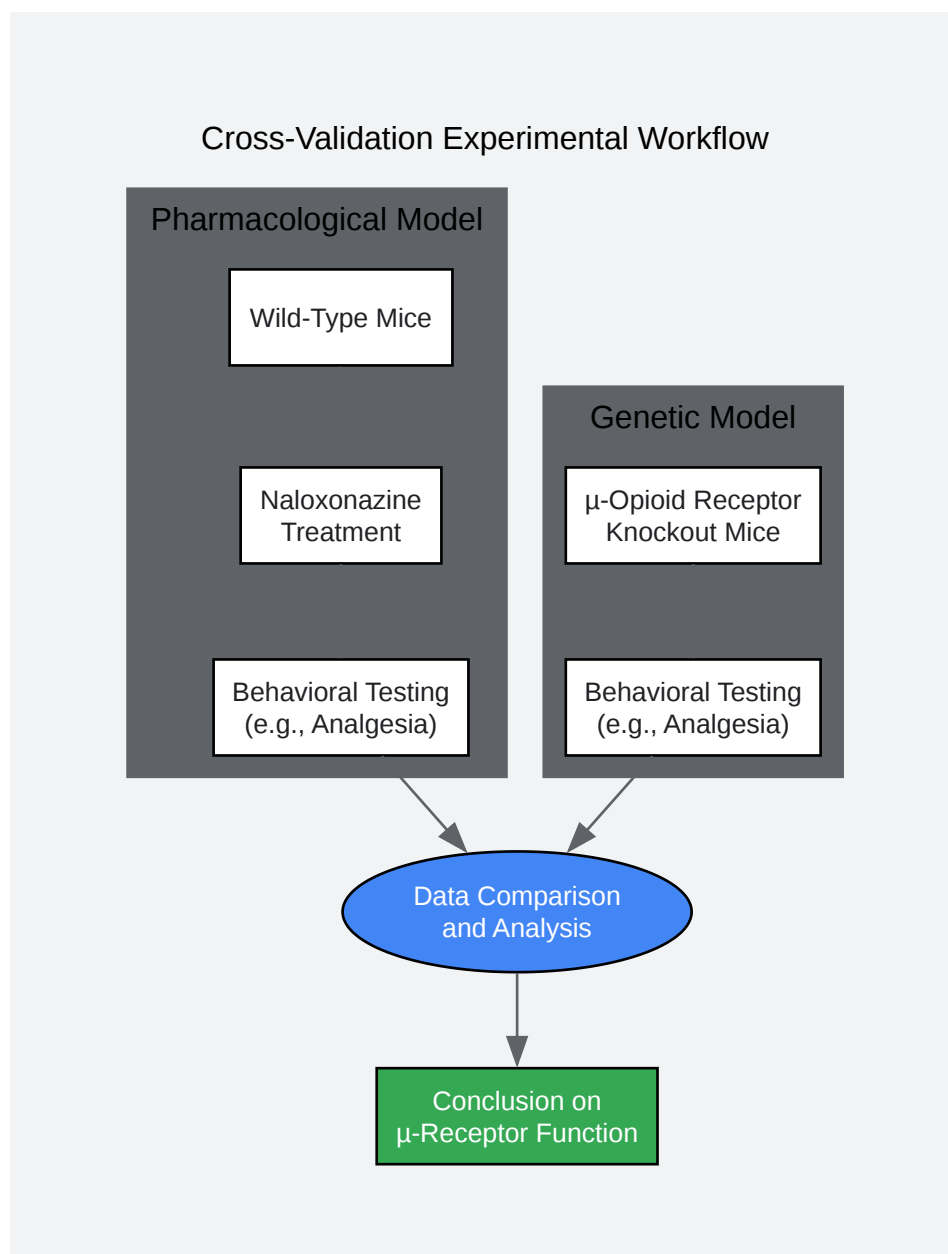 Cross-Validation Experimental Workflow
Pharmacological Model
Wild-Type Mice
Naloxonazine
Treatment
Behavioral Testing
(e.g., Analgesia)
Genetic Model
µ-Opioid Receptor
Knockout Mice
Behavioral Testing
(e.g., Analgesia)
Data Comparison
and Analysis
Conclusion on
µ-Receptor Function